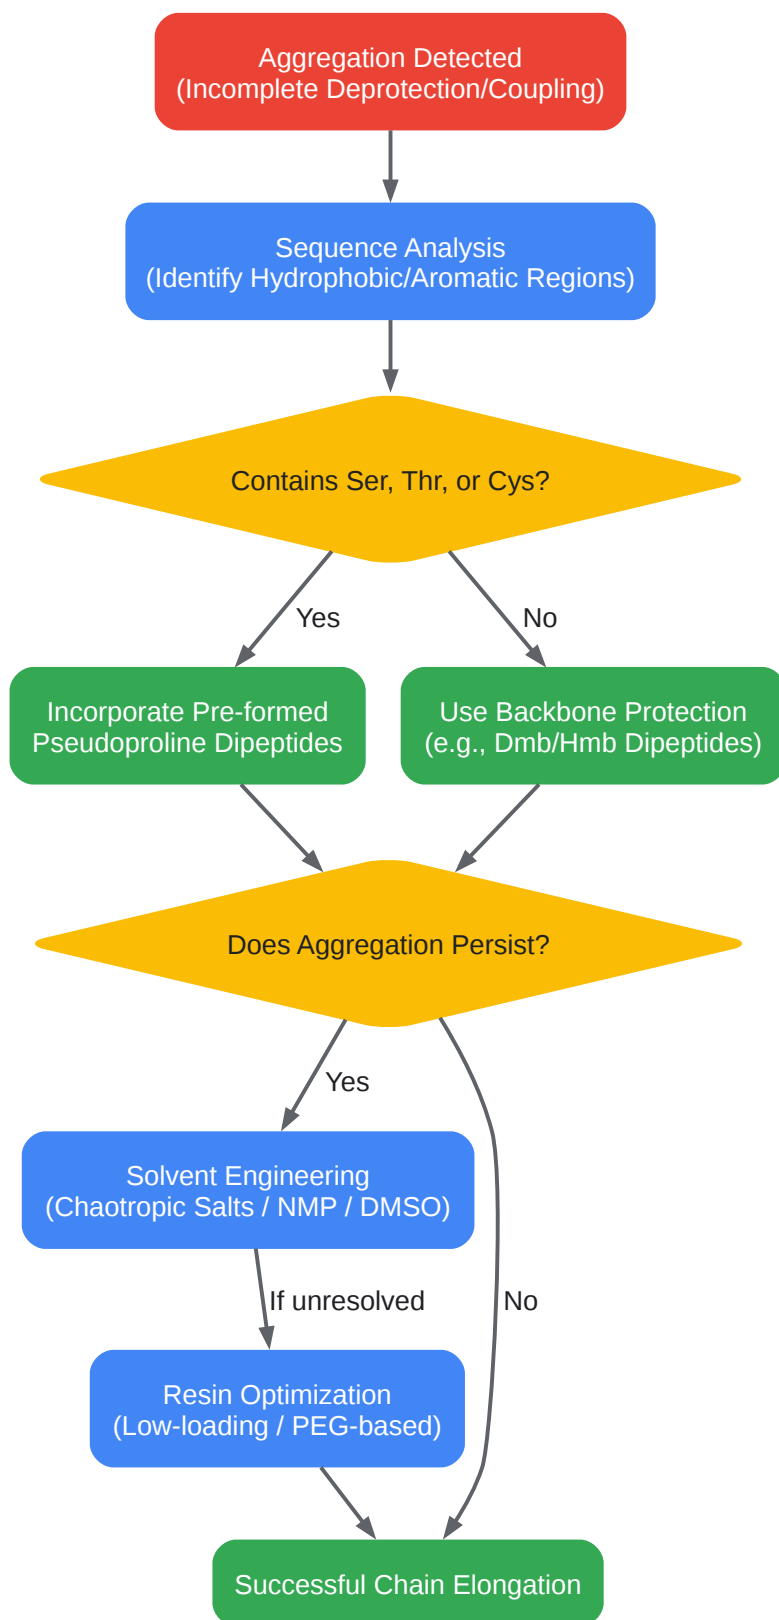 Aggregation Detected
(Incomplete Deprotection/Coupling)
Sequence Analysis
(Identify Hydrophobic/Aromatic Regions)
Contains Ser, Thr, or Cys?
Yes
No
Incorporate Pre-formed
Pseudoproline Dipeptides
Use Backbone Protection
(e.g., Dmb/Hmb Dipeptides)
Does Aggregation Persist?
Yes
Solvent Engineering
(Chaotropic Salts / NMP / DMSO)
If unresolved
No
Resin Optimization
(Low-loading / PEG-based)
Successful Chain Elongation